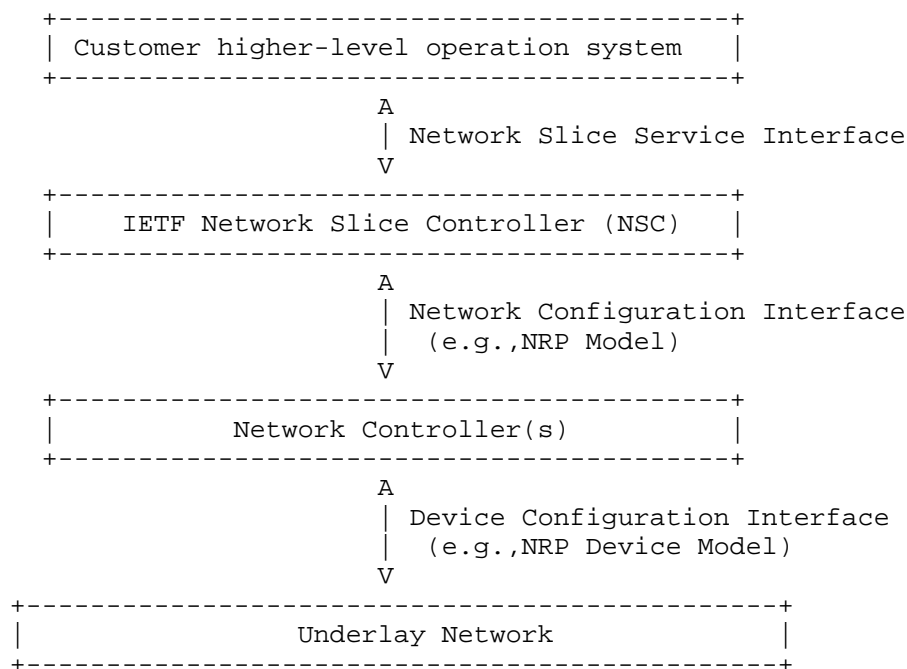 Customer higher-level operation system
A
Network Slice Service Interface
V
IETF Network Slice Controller (NSC)
A
Network Configuration Interface
(e.g.,NRP Model)
V
Network Controller(s)
A
Device Configuration Interface
(e.g.,NRP Device Model)
V
Underlay Network